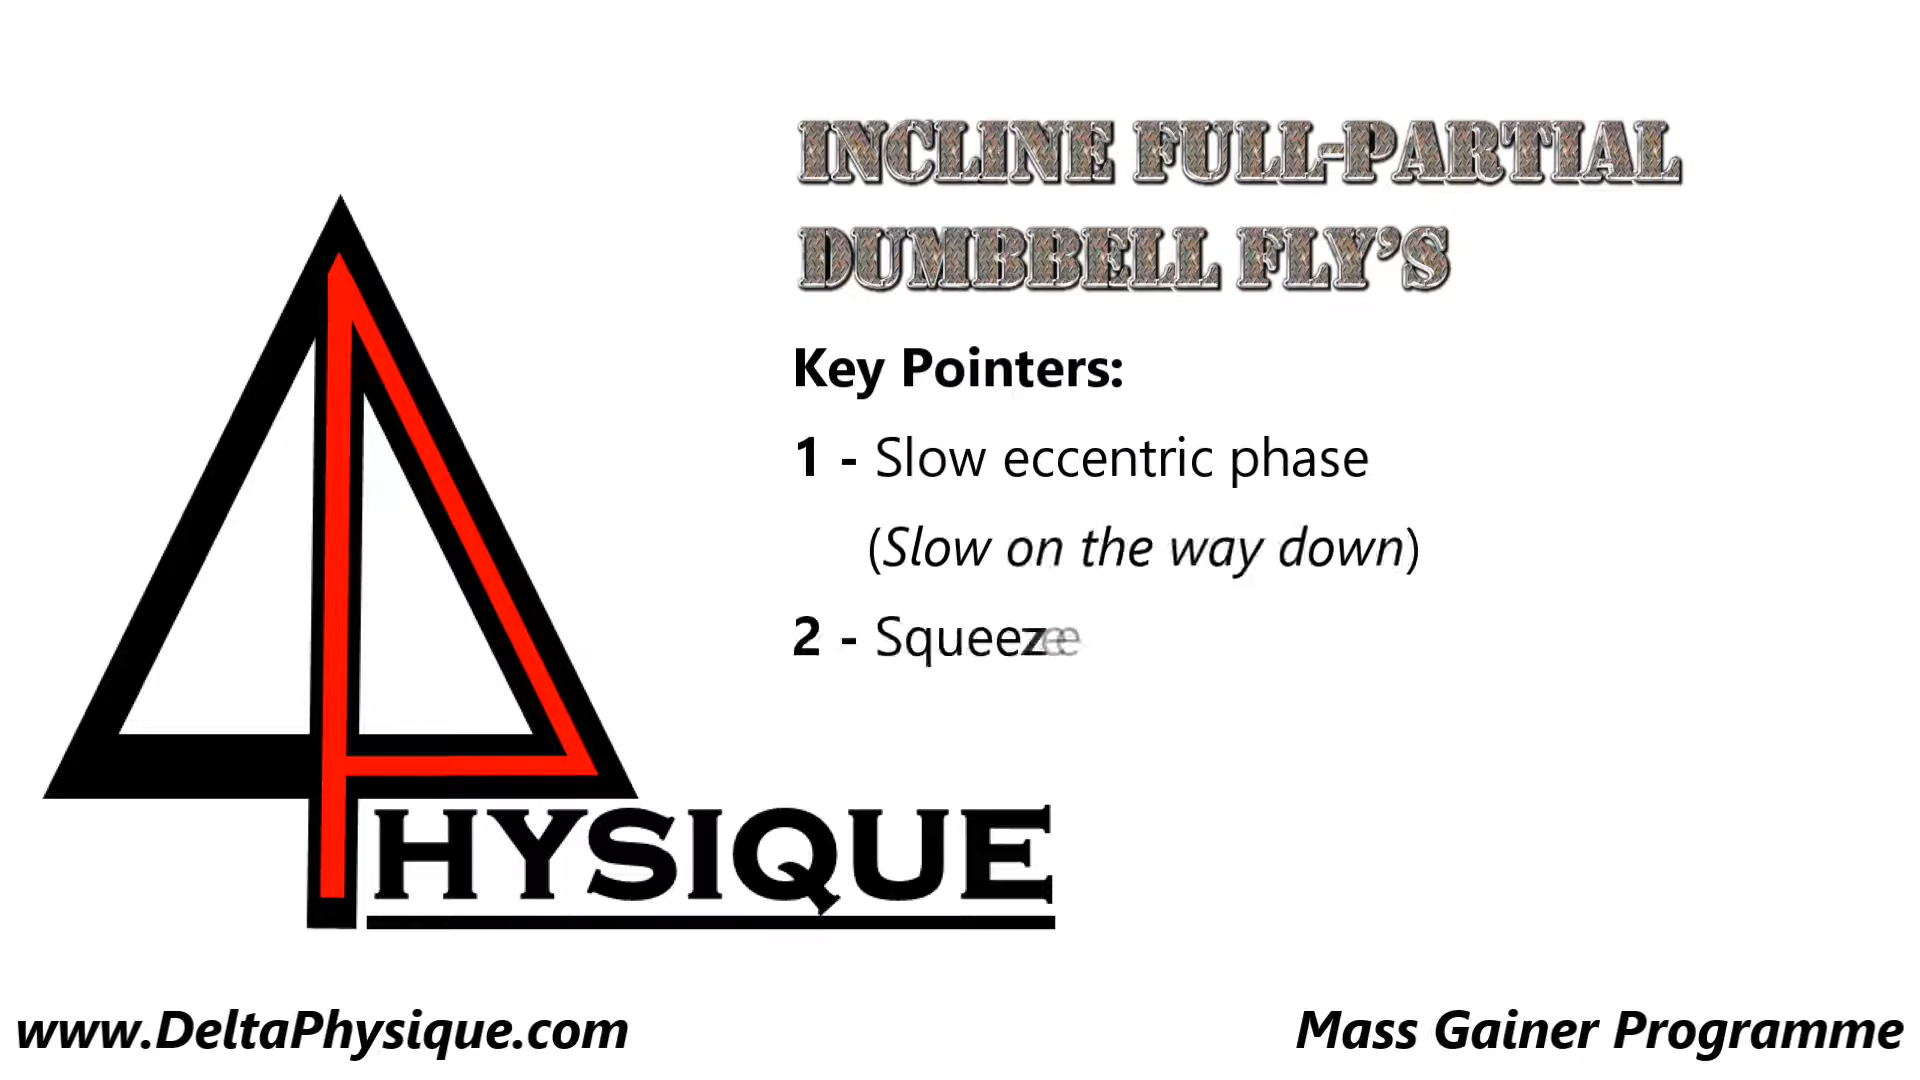 INCLINE FULL-PARTIAL
DUMBBELL FLY'S
Key Pointers:
1 - Slow eccentric phase
(Slow on the way down)
2 - Squeeze
PHYSIQUE
www.DeltaPhysique.com
Mass Gainer Programme